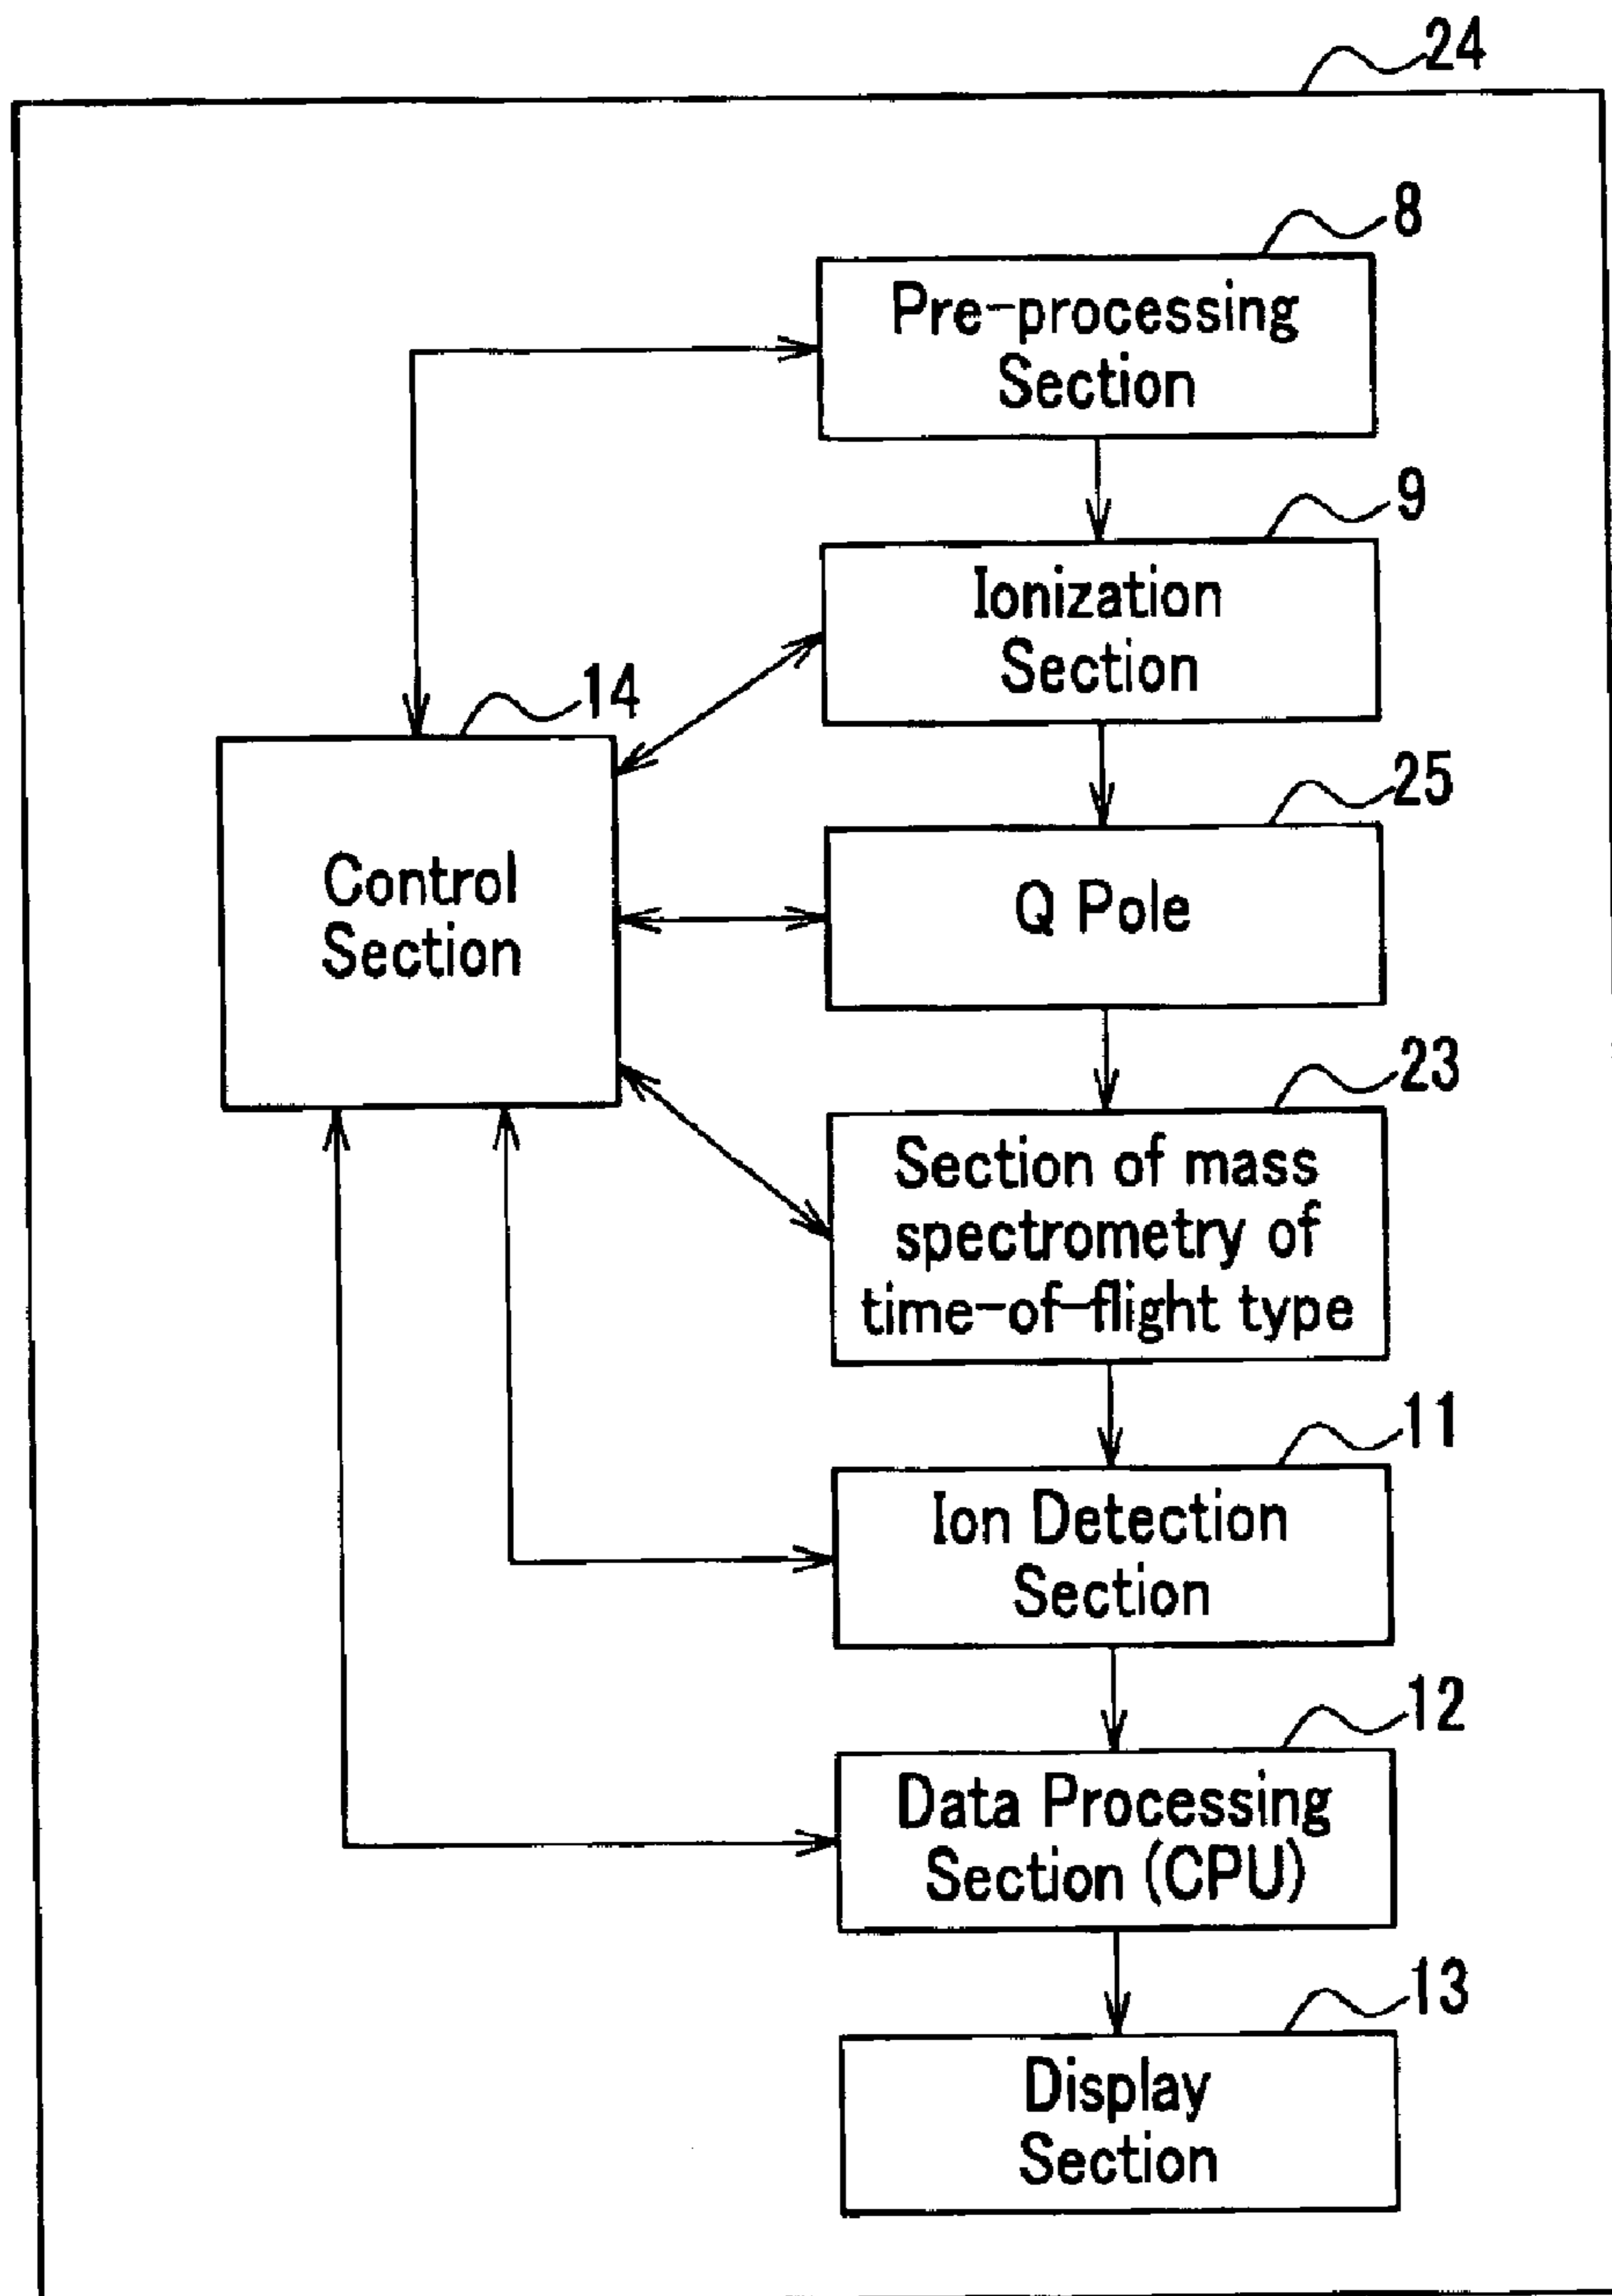 24
8
Pre-processing
Section
9
Ionization
Section
14
Control
Section
25
Q Pole
23
Section of mass
spectrometry of
time-of-flight type
11
Ion Detection
Section
12
Data Processing
Section (CPU)
13
Display
Section